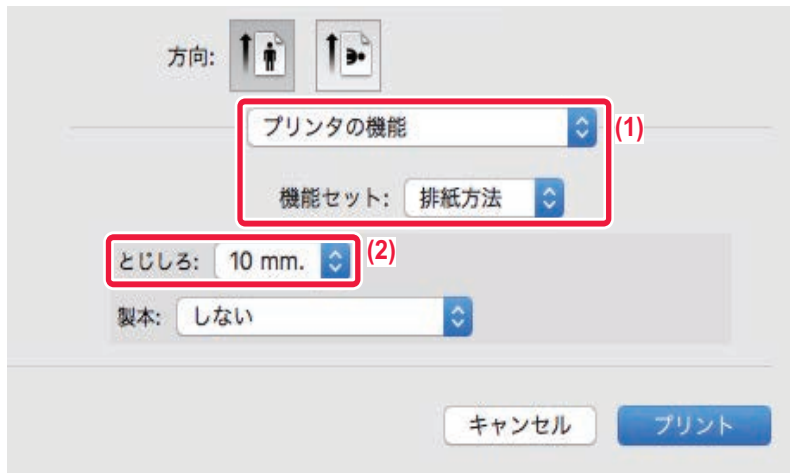 方向:
プリンタの機能 (1)
機能セット: 排紙方法
とじしろ: 10 mm. (2)
製本: しない
キャンセル プリント